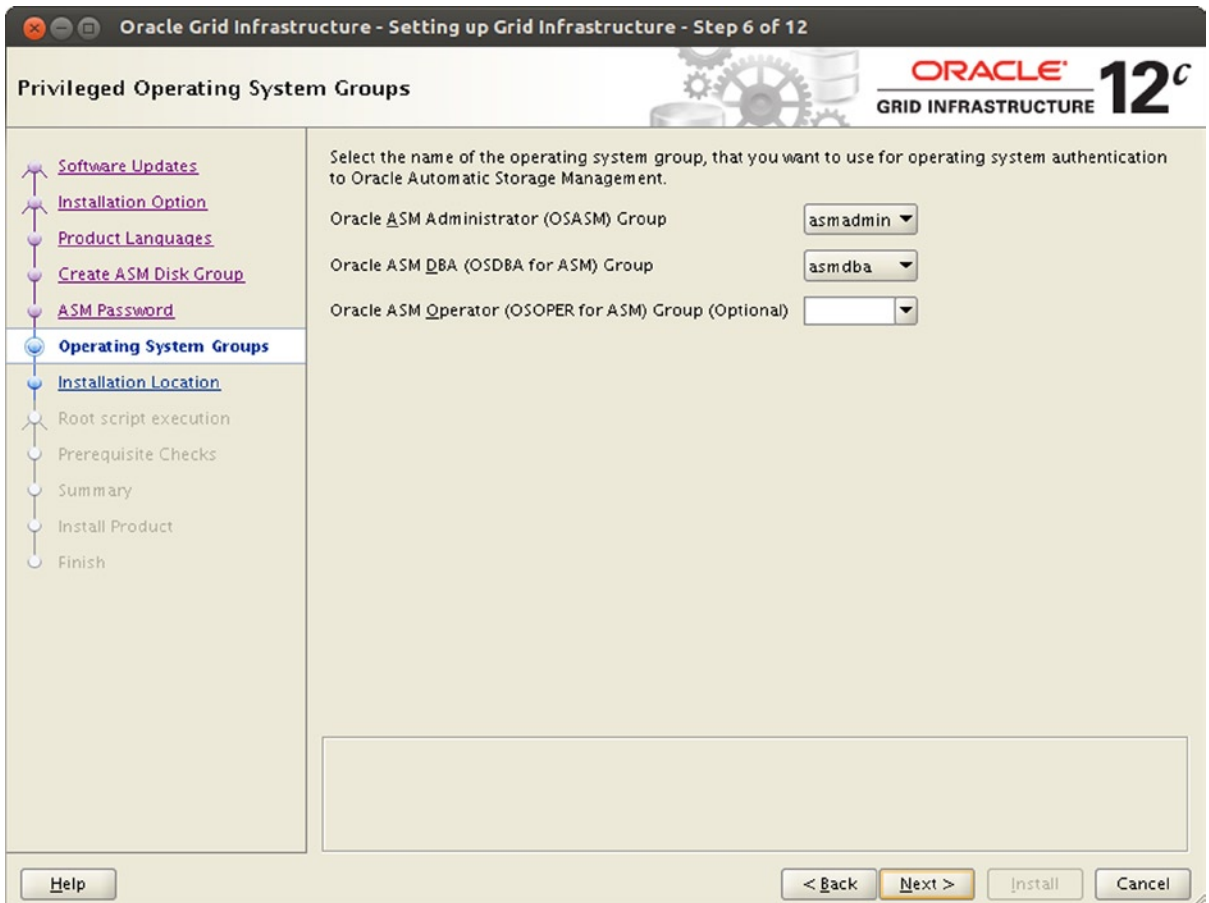 Oracle Grid Infrastructure - Setting up Grid Infrastructure - Step 6 of 12
Privileged Operating System Groups
ORACLE
GRID INFRASTRUCTURE
12c
Software Updates
Installation Option
Product Languages
Create ASM Disk Group
ASM Password
Operating System Groups
Installation Location
Root script execution
Prerequisite Checks
Summary
Install Product
Finish
Select the name of the operating system group, that you want to use for operating system authentication
to Oracle Automatic Storage Management.
Oracle ASM Administrator (OSASM) Group
asmadmin
Oracle ASM DBA (OSDBA for ASM) Group
asmdba
Oracle ASM Operator (OSOPER for ASM) Group (Optional)
Help
< Back
Next >
Install
Cancel